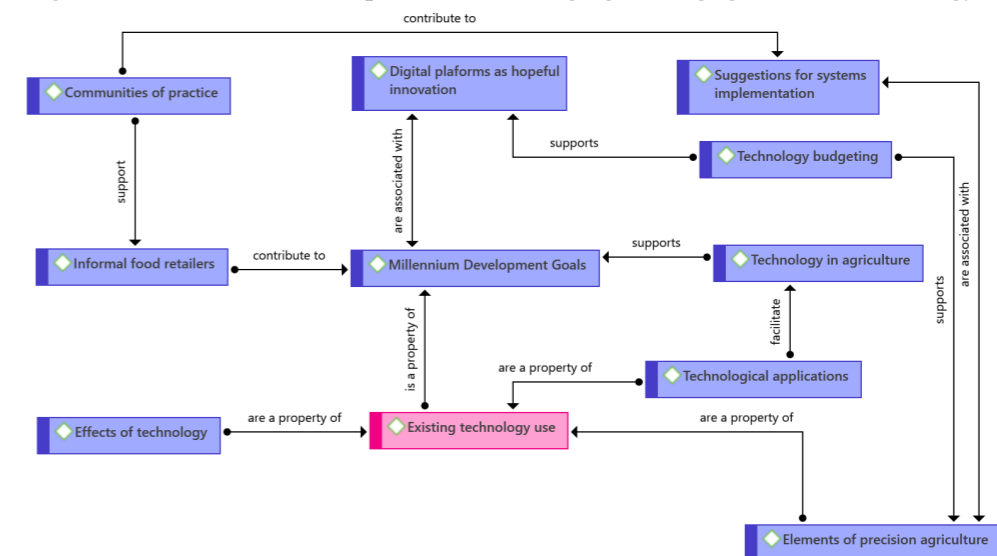 contribute to
Communities of practice
Digital plaforms as hopeful
innovation
Suggestions for systems
implementation
supports
Technology budgeting
support
are associated with
are associated with
Informal food retailers
contribute to
Millennium Development Goals
supports
Technology in agriculture
supports
facilitate
is a property of
are a property of
Technological applications
Effects of technology
are a property of
Existing technology use
are a property of
Elements of precision agriculture